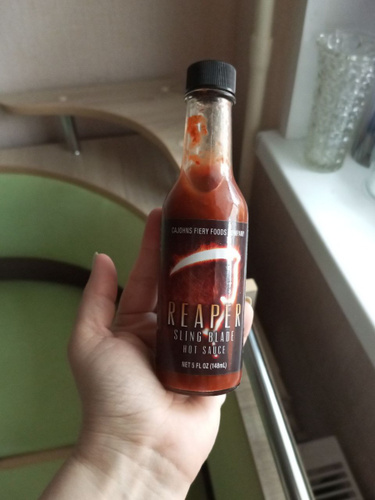 CAJOHNS FIERY FOODS COMPANY
REAPER
SLING BLADE
HOT SAUCE
NET 5 FL OZ (148mL)